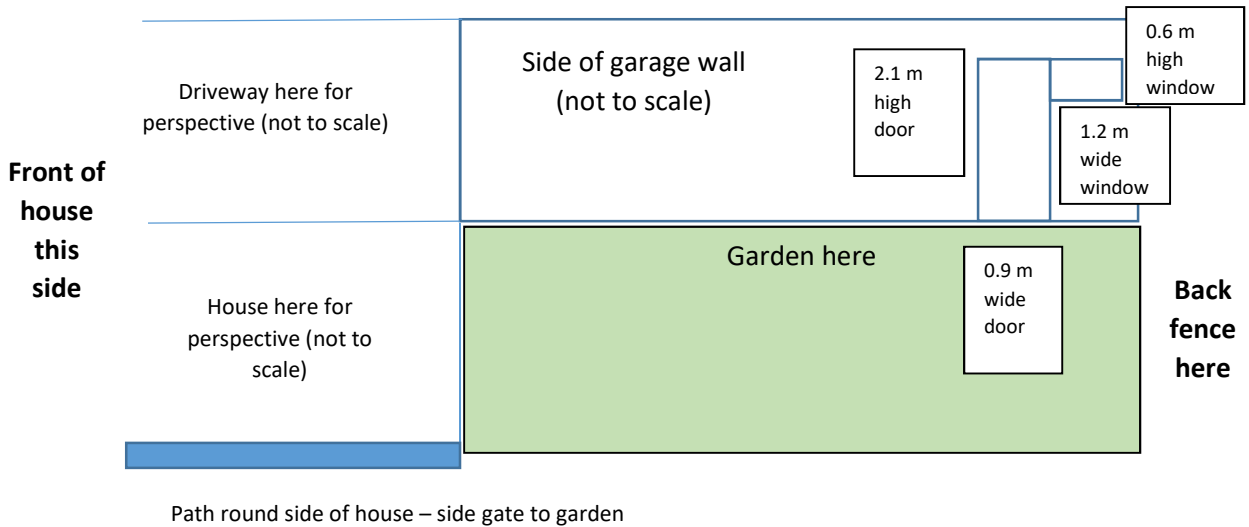 Front of
house
this
side
Driveway here for
perspective (not to scale)
Side of garage wall
(not to scale)
2.1 m
high
door
0.6 m
high
window
1.2 m
wide
window
House here for
perspective (not to
scale)
Garden here
0.9 m
wide
door
Back
fence
here
Path round side of house – side gate to garden